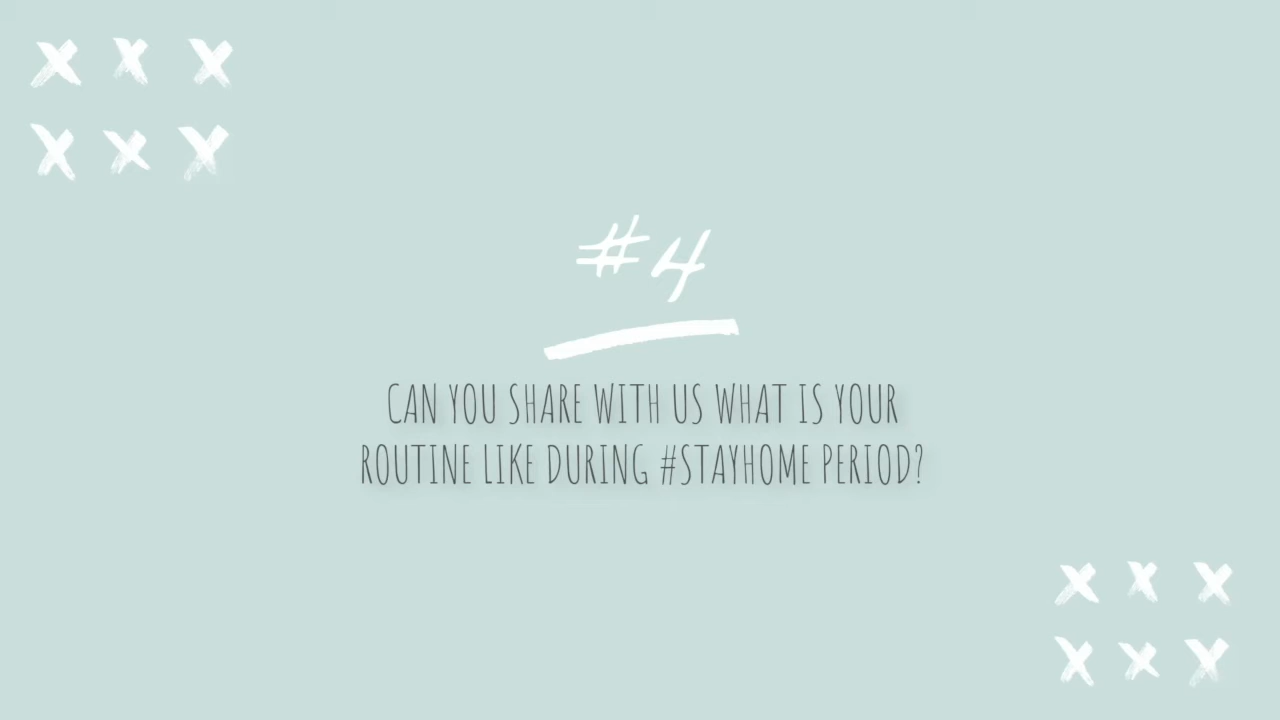 #4
CAN YOU SHARE WITH US WHAT IS YOUR
ROUTINE LIKE DURING #STAYHOME PERIOD?